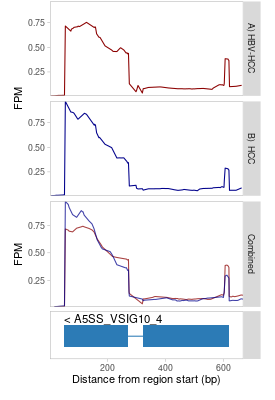 0.75
0.50
0.25
FPM
A) HBV-HCC
0.75
0.50
0.25
FPM
B) HCC
0.75
0.50
0.25
FPM
Combined
< A5SS_VSIG10_4
200 400 600
Distance from region start (bp)